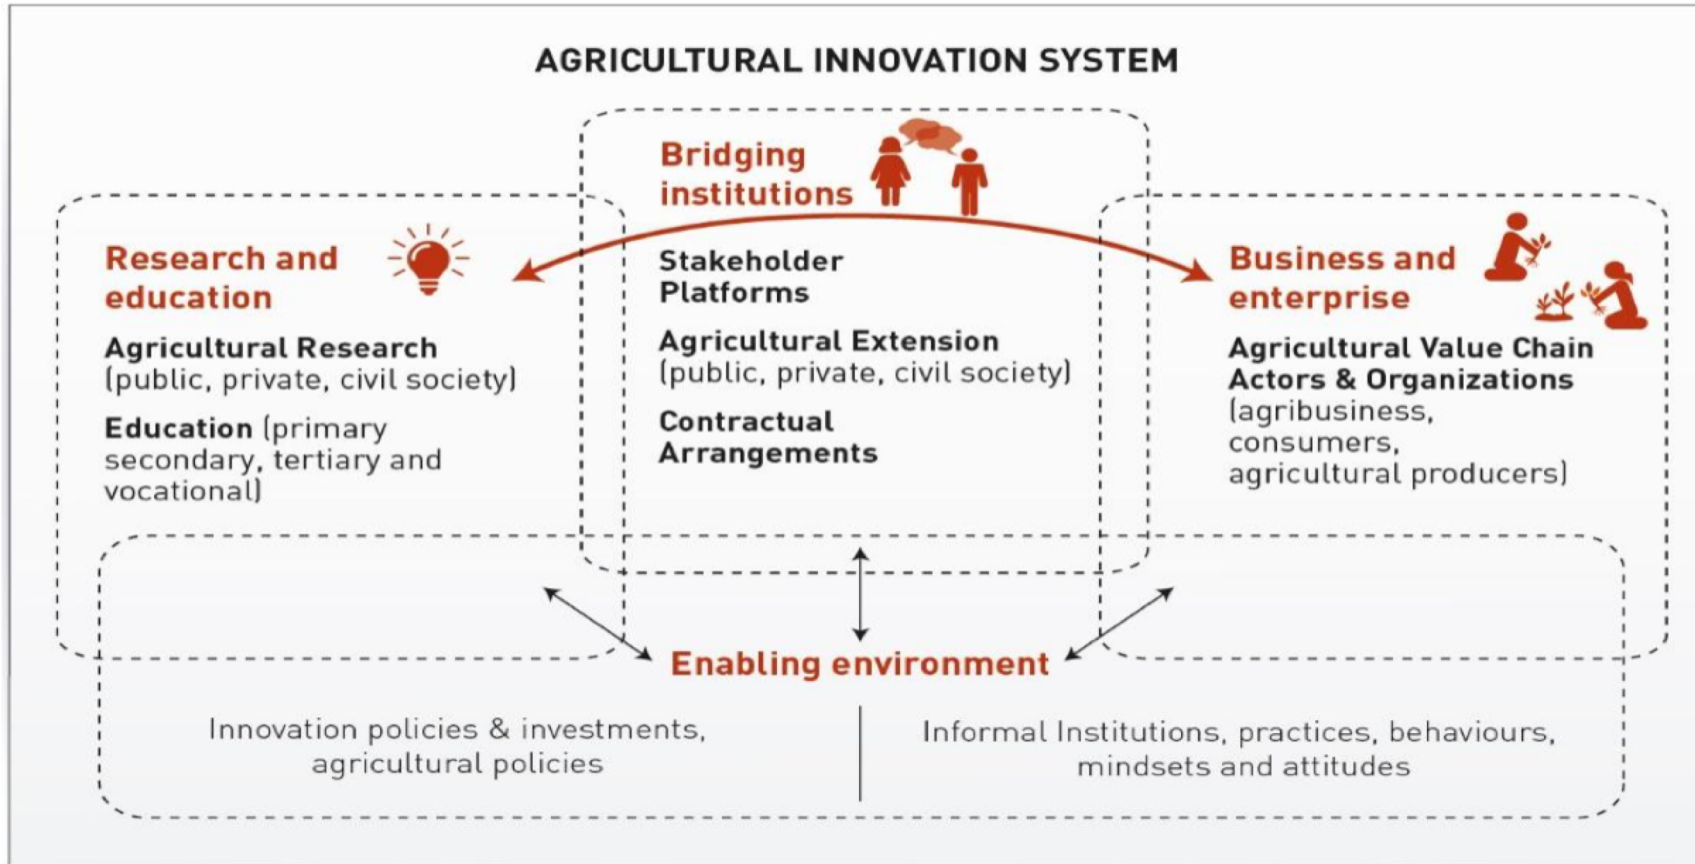 AGRICULTURAL INNOVATION SYSTEM
Bridging
institutions
Research and
education
Agricultural Research
(public, private, civil society)
Education (primary
secondary, tertiary and
vocational)
Stakeholder
Platforms
Agricultural Extension
(public, private, civil society)
Contractual
Arrangements
Business and
enterprise
Agricultural Value Chain
Actors & Organizations
(agribusiness,
consumers,
agricultural producers)
Enabling environment
Innovation policies & investments,
agricultural policies
Informal Institutions, practices, behaviours,
mindsets and attitudes